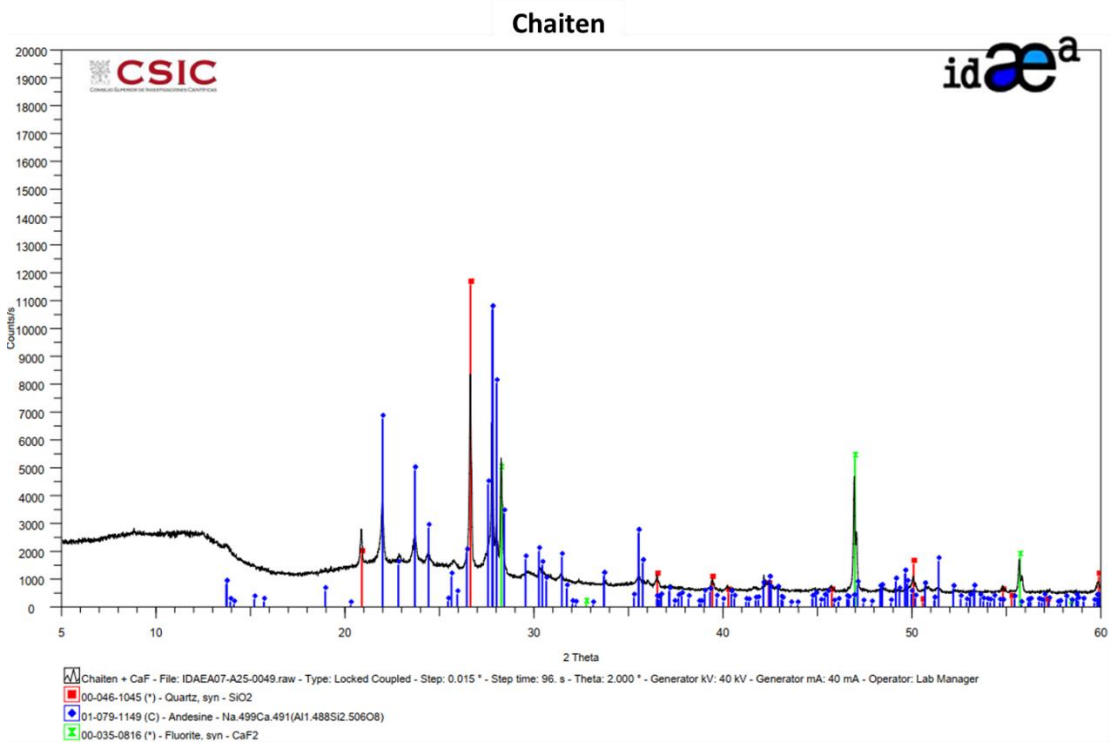 Chaiten
CSIC
CONSEJO SUPERIOR DE INVESTIGACIONES CIENTÍFICAS
idæa
Counts/s
20000
19000
18000
17000
16000
15000
14000
13000
12000
11000
10000
9000
8000
7000
6000
5000
4000
3000
2000
1000
0
5 10 20 30 40 50 60
2 Theta
Chaiten + CaF - File: IDAEA07-A25-0049.raw - Type: Locked Coupled - Step: 0.015 ° - Step time: 96. s - Theta: 2.000 ° - Generator kV: 40 kV - Generator mA: 40 mA - Operator: Lab Manager
00-046-1045 (*) - Quartz, syn - SiO2
01-079-1149 (C) - Andesine - Na.499Ca.491(Al1.488Si2.506O8)
00-035-0816 (*) - Fluorite, syn - CaF2